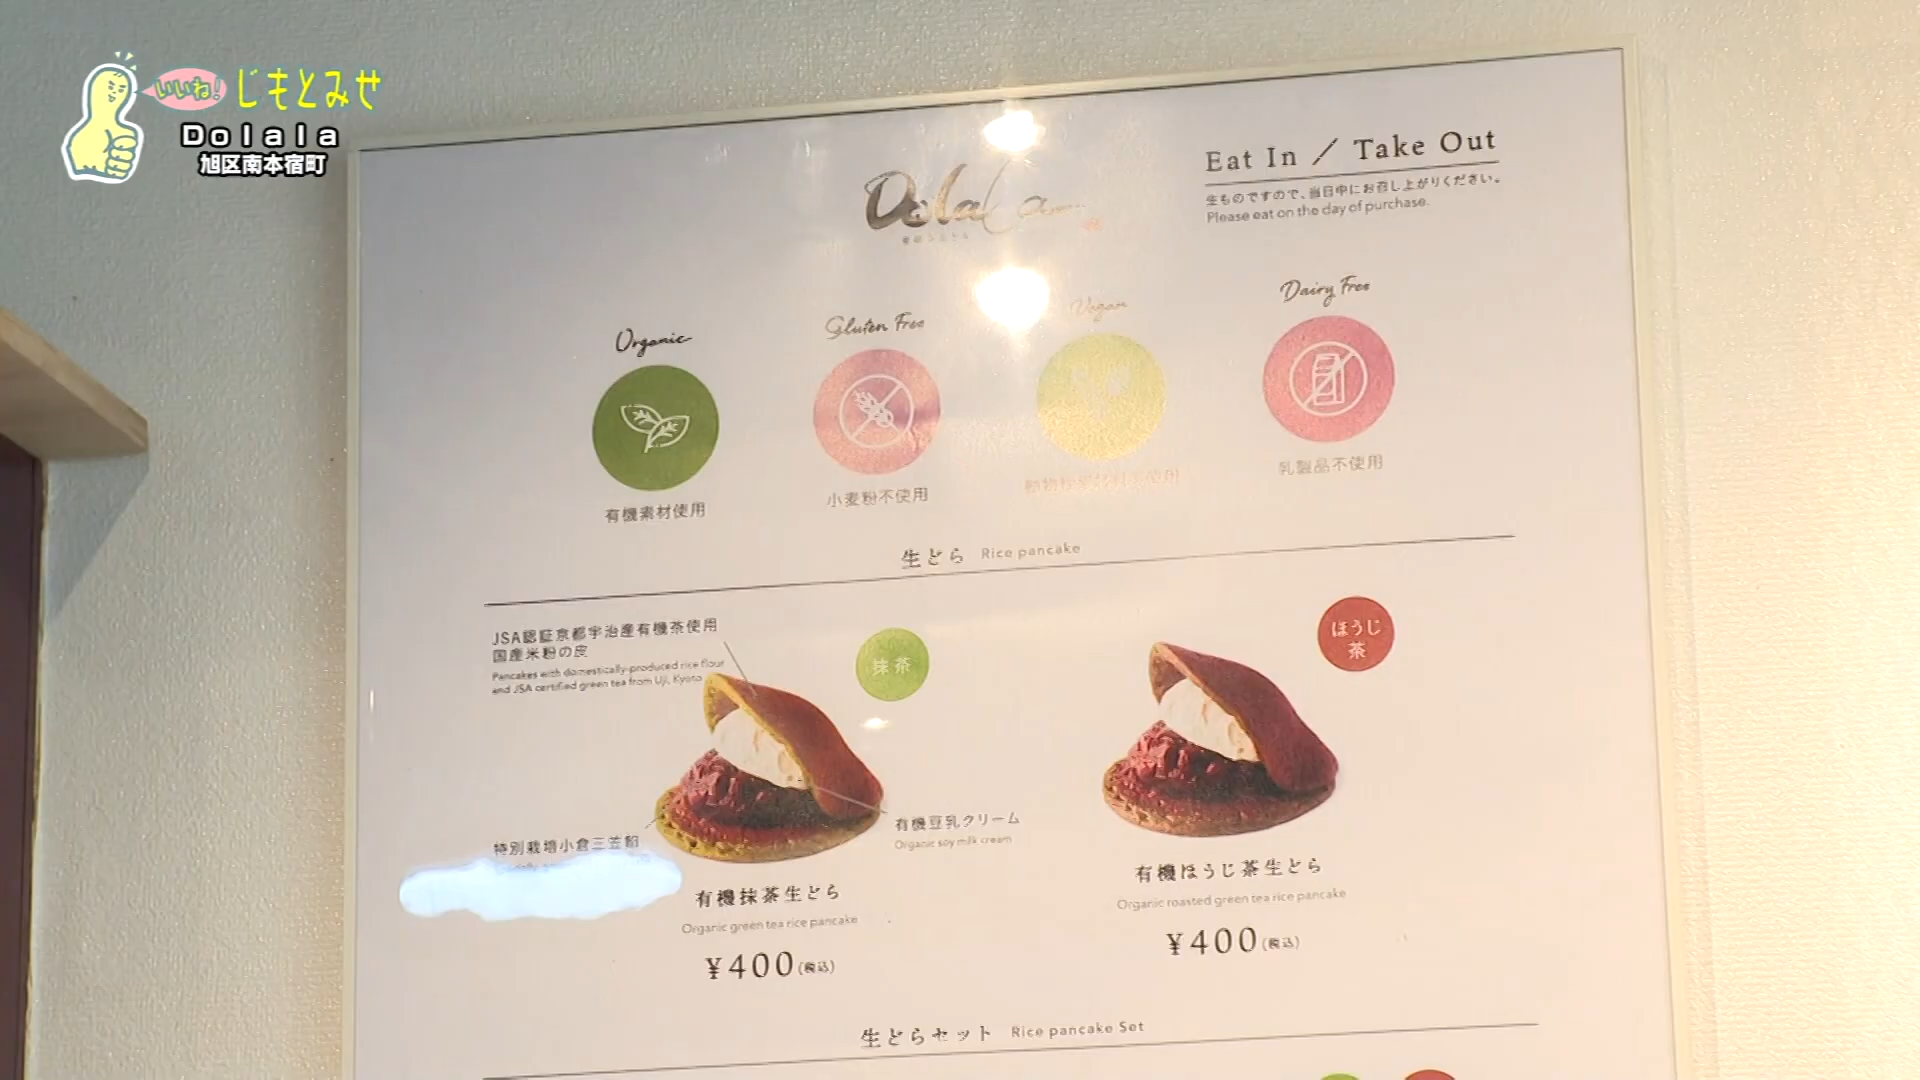 いいね!
じもとみせ
Dolala
旭区南本宿町
Dolala
Eat In / Take Out
生ものですので、当日中にお召し上がりください。
Please eat on the day of purchase.
Organic
有機素材使用
Gluten Free
小麦粉不使用
Vegan
Dairy Free
乳製品不使用
生どら Rice pancake
JSA認証京都宇治産有機茶使用
国産米粉の皮
Pancakes with domestically-produced rice flour
and JSA certified green tea from Uji, Kyoto
抹茶
ほうじ
茶
特別栽培小倉三笠餡
有機豆乳クリーム
Organic soy milk cream
有機抹茶生どら
Organic green tea rice pancake
¥400(税込)
有機ほうじ茶生どら
Organic roasted green tea rice pancake
¥400(税込)
生どらセット Rice pancake Set